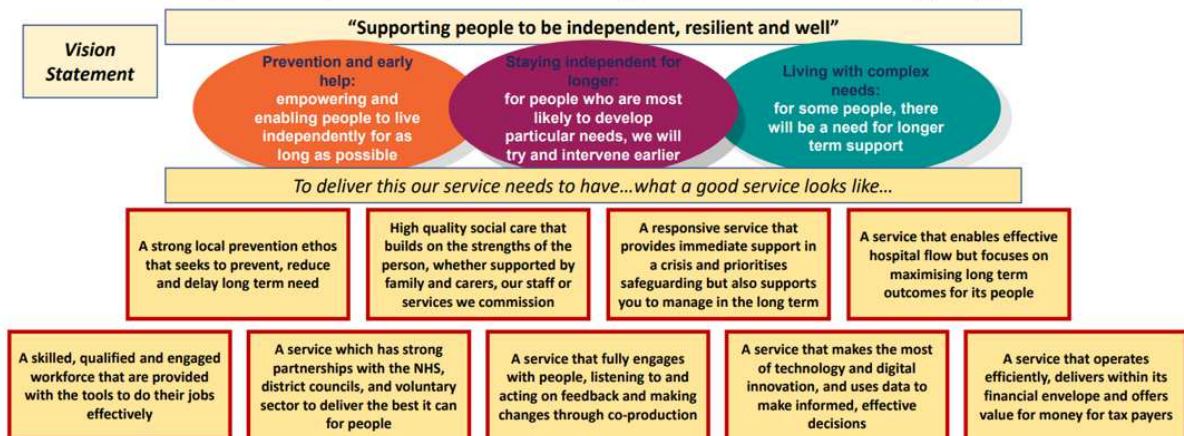 Vision
Statement
“Supporting people to be independent, resilient and well”
Prevention and early
help:
empowering and
enabling people to live
independently for as
long as possible
Staying independent for
longer:
for people who are most
likely to develop
particular needs, we will
try and intervene earlier
Living with complex
needs:
for some people, there
will be a need for longer
term support
To deliver this our service needs to have…what a good service looks like…
A strong local prevention ethos
that seeks to prevent, reduce
and delay long term need
High quality social care that
builds on the strengths of the
person, whether supported by
family and carers, our staff or
services we commission
A responsive service that
provides immediate support in
a crisis and prioritises
safeguarding but also supports
you to manage in the long term
A service that enables effective
hospital flow but focuses on
maximising long term
outcomes for its people
A skilled, qualified and engaged
workforce that are provided
with the tools to do their jobs
effectively
A service which has strong
partnerships with the NHS,
district councils, and voluntary
sector to deliver the best it can
for people
A service that fully engages
with people, listening to and
acting on feedback and making
changes through co-production
A service that makes the most
of technology and digital
innovation, and uses data to
make informed, effective
decisions
A service that operates
efficiently, delivers within its
financial envelope and offers
value for money for tax payers